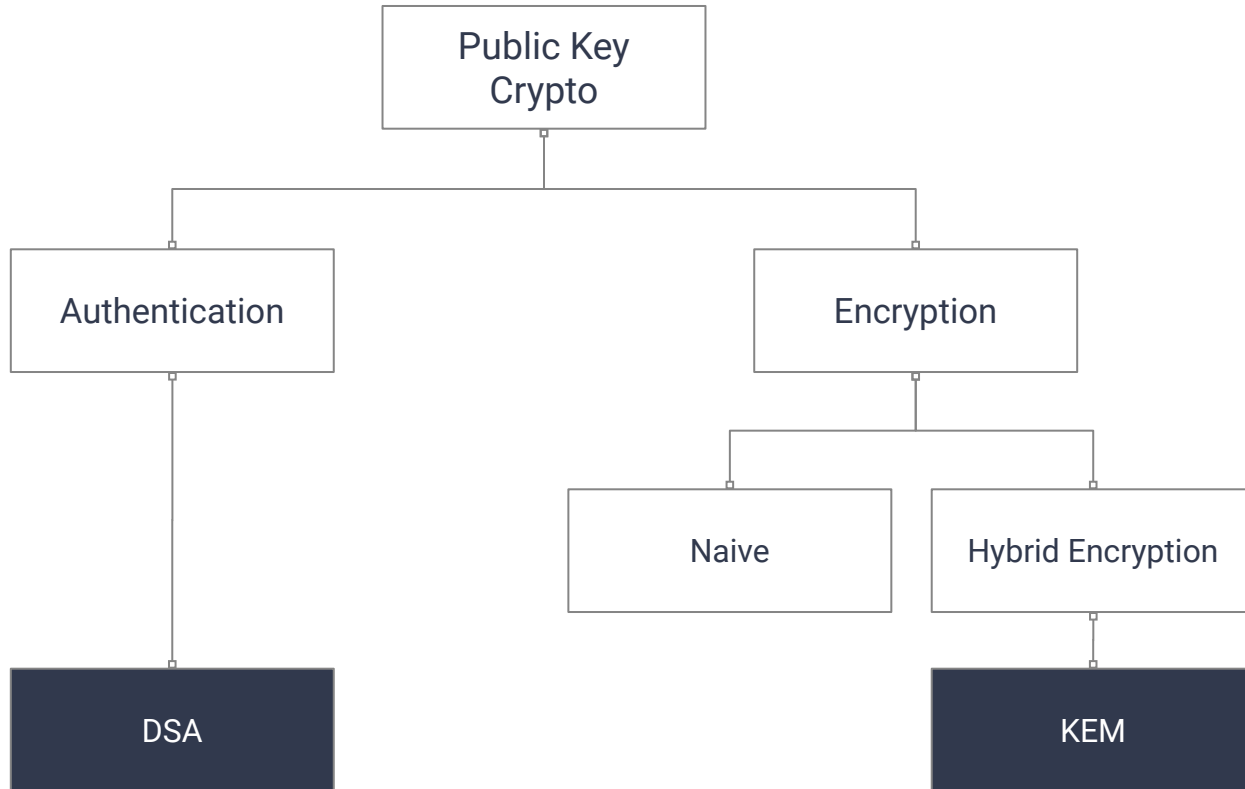 Public Key
Crypto
Authentication
Encryption
Naive
Hybrid Encryption
DSA
KEM